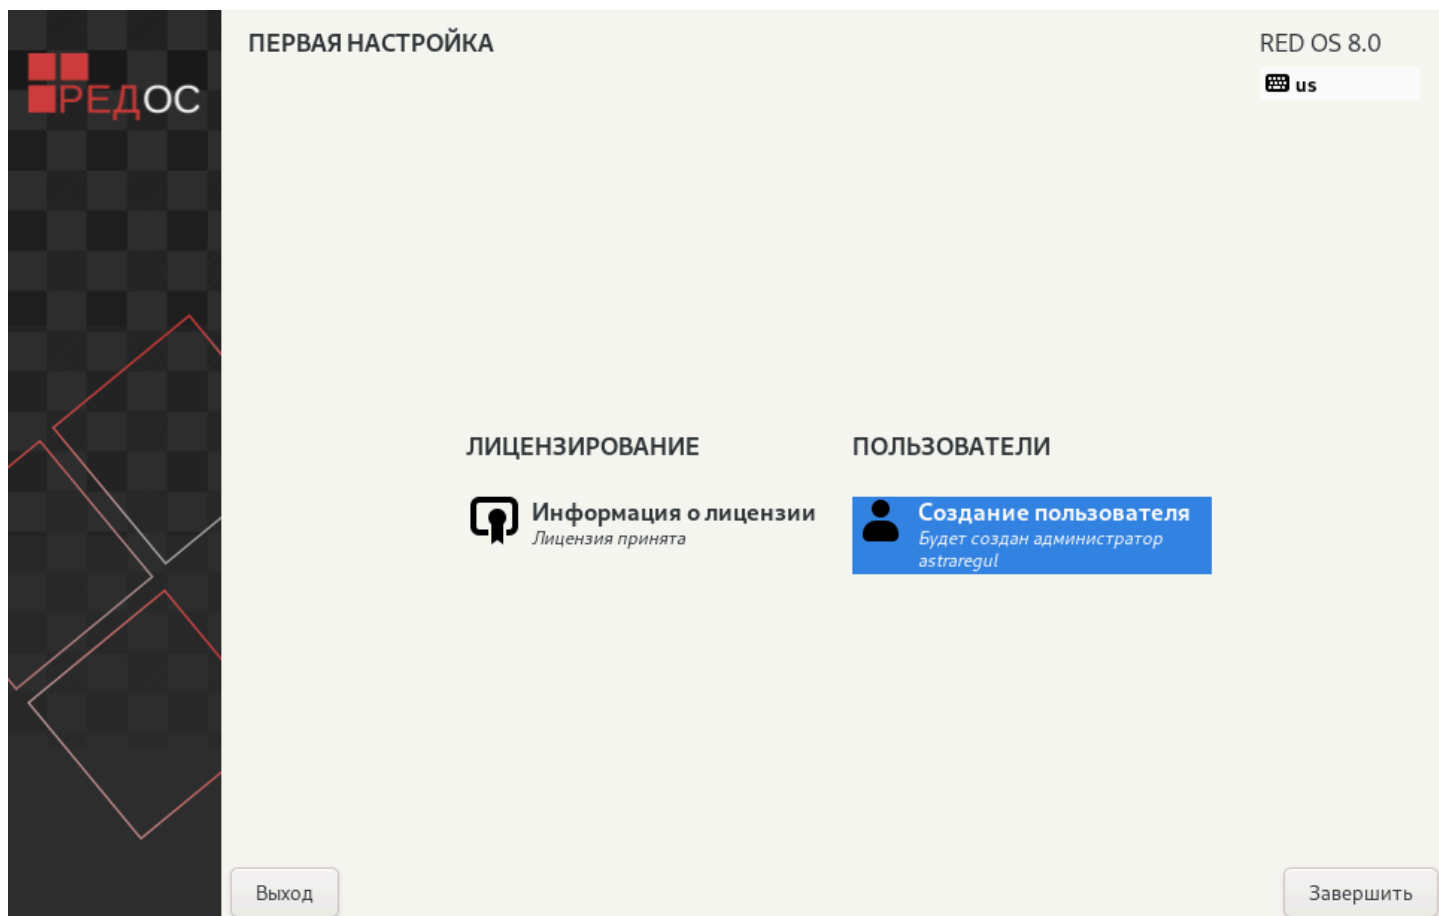 РЕДОС
ПЕРВАЯ НАСТРОЙКА
RED OS 8.0
us
ЛИЦЕНЗИРОВАНИЕ
Информация о лицензии
Лицензия принята
ПОЛЬЗОВАТЕЛИ
Создание пользователя
Будет создан администратор
astraregul
Выход
Завершить